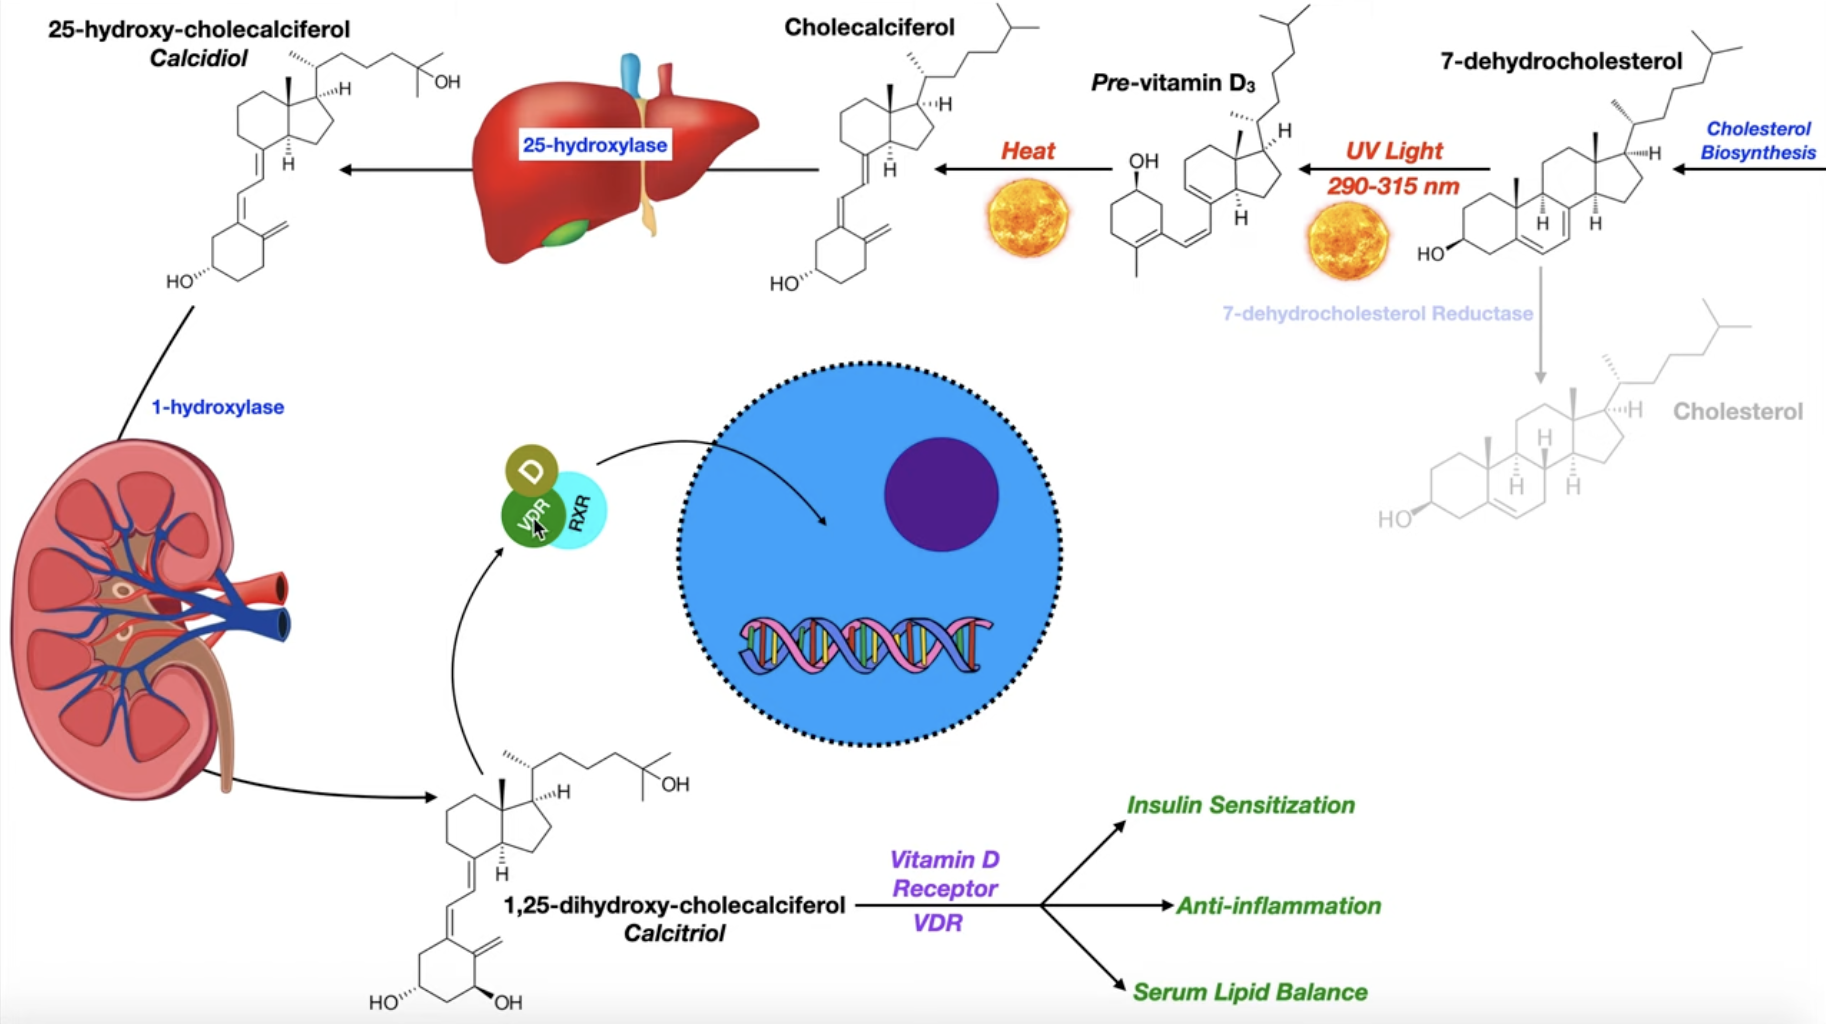 25-hydroxy-cholecalciferol
Calcidiol
OH
H
H
HO
25-hydroxylase
Cholecalciferol
H
H
HO
Heat
Pre-vitamin D₃
OH
H
H
UV Light
290-315 nm
7-dehydrocholesterol
H
H
H
HO
Cholesterol
Biosynthesis
7-dehydrocholesterol Reductase
Cholesterol
H
H
H
H
HO
1-hydroxylase
D
VDR
RXR
OH
H
H
HO
OH
1,25-dihydroxy-cholecalciferol
Calcitriol
Vitamin D
Receptor
VDR
Insulin Sensitization
Anti-inflammation
Serum Lipid Balance